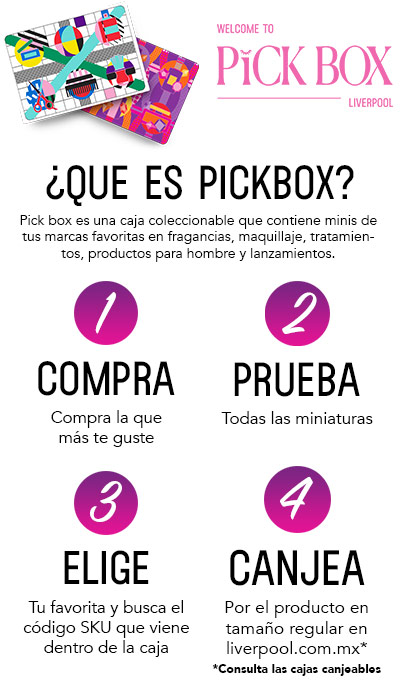 WELCOME TO
PiCK BOX
LIVERPOOL
¿QUE ES PICKBOX?
Pick box es una caja coleccionable que contiene minis de
tus marcas favoritas en fragancias, maquillaje, tratamien-
tos, productos para hombre y lanzamientos.
1
COMPRA
Compra la que
más te guste
2
PRUEBA
Todas las miniaturas
3
ELIGE
Tu favorita y busca el
código SKU que viene
dentro de la caja
4
CANJEA
Por el producto en
tamaño regular en
liverpool.com.mx*
*Consulta las cajas canjeables